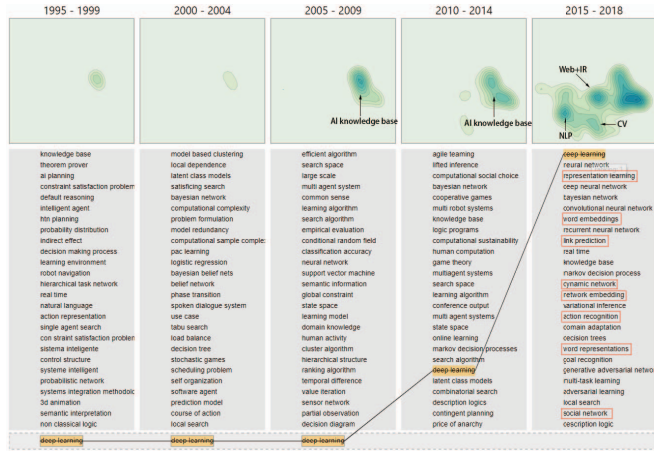 1995 - 1999
2000 - 2004
2005 - 2009
2010 - 2014
2015 - 2018
AI knowledge base
AI knowledge base
Web+IR
CV
NLP
knowledge base
theorem prover
ai planning
constraint satisfaction problem
default reasoning
intelligent agent
htn planning
probability distribution
indirect effect
decision making process
learning environment
robot navigation
hierarchical task network
real time
natural language
action representation
single agent search
con straint satisfaction problen
sistema inteligente
control structure
systeme intelligent
probabilistic network
systems integration methodolc
3d animation
semantic interpretation
non classical logic
deep learning
model based clustering
local dependence
latent class models
satisficing search
bayesian network
computational complexity
problem formulation
model redundancy
computational sample comple:
pac learning
logistic regression
bayesian belief nets
belief network
phase transition
spoken dialogue system
use case
tabu search
load balance
decision tree
stochastic games
scheduling problem
self organization
software agent
prediction model
course of action
local search
deep learning
efficient algorithm
search space
large scale
multi agent system
common sense
learning algorithm
search algorithm
empirical evaluation
conditional random field
classification accuracy
neural network
support vector machine
semantic information
global constraint
state space
learning model
domain knowledge
human activity
cluster algorithm
hierarchical structure
ranking algorithm
temporal difference
value iteration
sensor network
partial observation
decision diagram
deep learning
agile teaming
lifted inference
computational social choice
bayesian network
cooperative games
multi robot systems
knowledge base
logic programs
computational sustainability
human computation
game theory
multiagent systems
search space
learning algorithm
conference output
multi agent systems
state space
online learning
markov decision processes
search algorithm
deep learning
latent class models
combinatorial search
description logics
contingent planning
price of anarchy
ceep learning
neural network
representation learning
ceep neural network
bayesian network
convolutional neural network
word embeddings
recurrent neural network
link prediction
real time
knowledge base
markov decision process
cynamic network
network embedding
variational inference
action recognition
comain adaptation
cecision trees
word representations
goal recognition
generative adversarial netwo
multi-task learning
adversarial learning
local search
social network
cescription logic